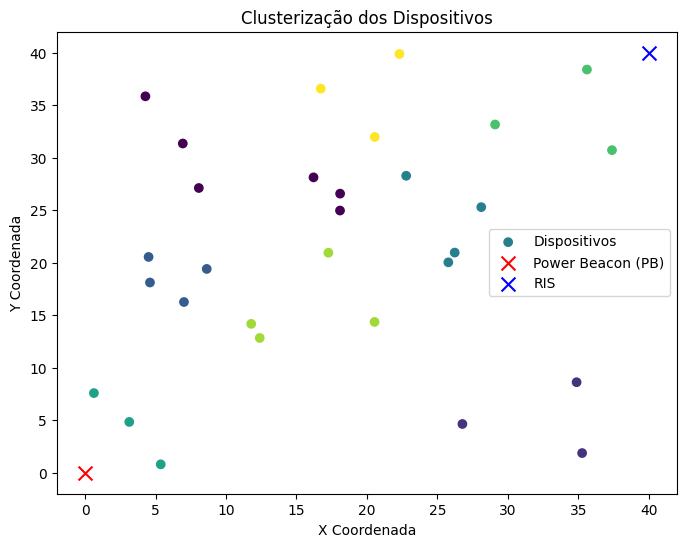 Clusterização dos Dispositivos
Y Coordenada
40
35
30
25
20
15
10
5
0
Dispositivos
Power Beacon (PB)
RIS
0 5 10 15 20 25 30 35 40
X Coordenada